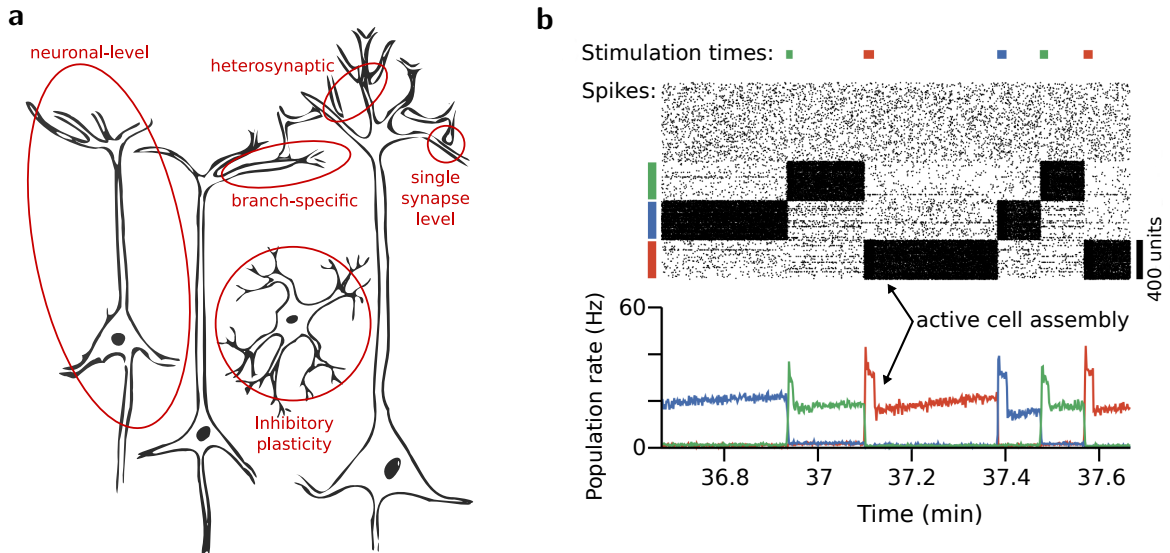 a
neuronal-level
heterosynaptic
single
synapse
level
branch-specific
Inhibitory
plasticity
b
Stimulation times:
Spikes:
400 units
active cell assembly
Population rate (Hz)
60
0
36.8 37 37.2 37.4 37.6
Time (min)